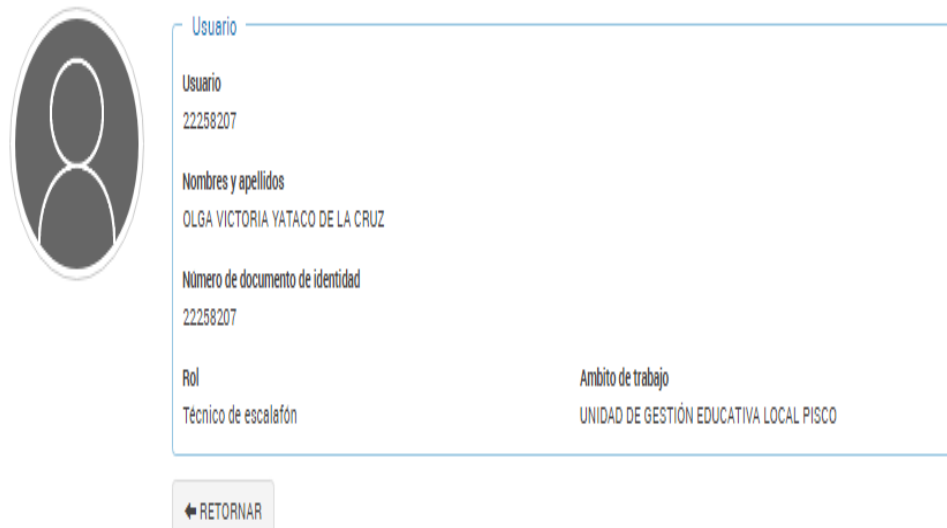 Usuario
Usuario
22258207
Nombres y apellidos
OLGA VICTORIA YATACO DE LA CRUZ
Número de documento de identidad
22258207
Rol
Ambito de trabajo
Técnico de escalafón
UNIDAD DE GESTIÓN EDUCATIVA LOCAL PISCO
RETORNAR